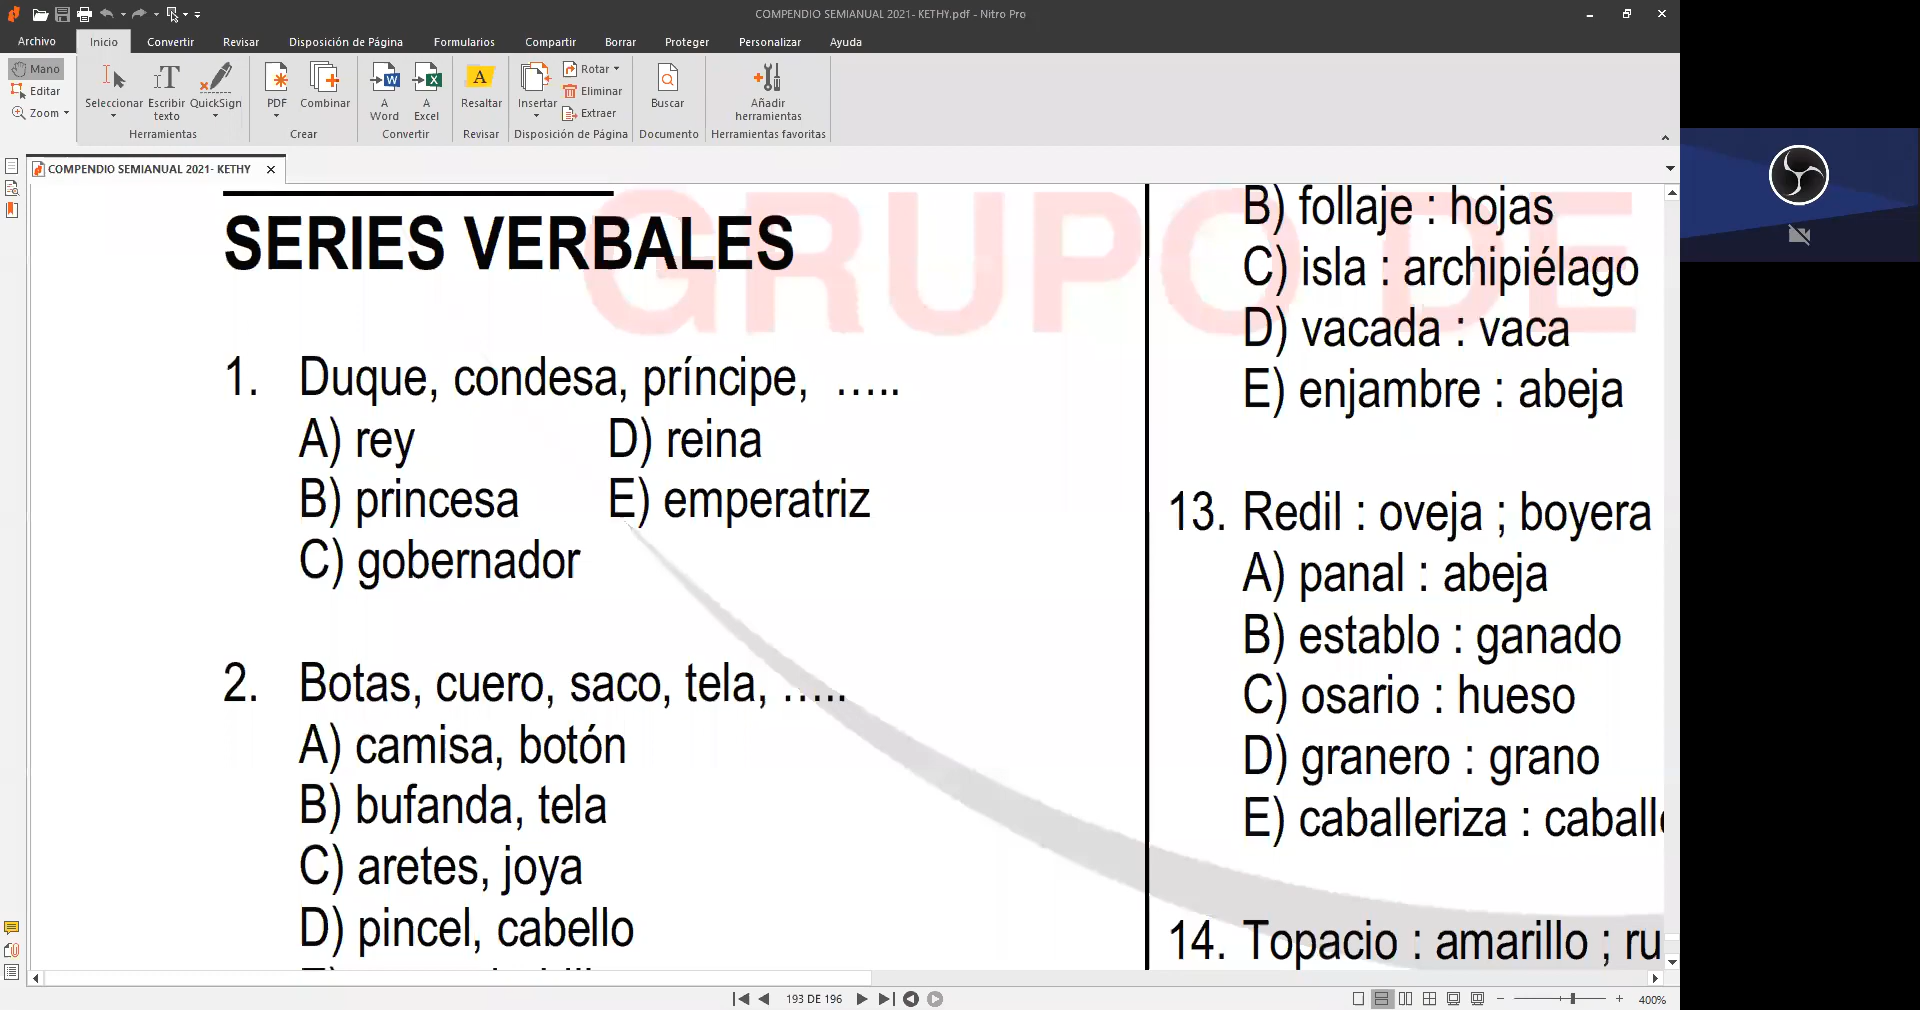 COMPENDIO SEMIANUAL 2021- KETHY.pdf - Nitro Pro
Archivo Inicio Convertir Revisar Disposición de Página Formularios Compartir Borrar Proteger Personalizar Ayuda
Mano
Editar
Zoom
Seleccionar
Escribir texto
QuickSign
Herramientas
PDF
Combinar
Crear
A Word
A Excel
Convertir
Resaltar
Revisar
Insertar
Rotar
Eliminar
Extraer
Disposición de Página
Buscar
Documento
Añadir herramientas
Herramientas favoritas
COMPENDIO SEMIANUAL 2021- KETHY
GRUPO DE
SERIES VERBALES
1. Duque, condesa, príncipe, .....
A) rey D) reina
B) princesa E) emperatriz
C) gobernador
2. Botas, cuero, saco, tela, .....
A) camisa, botón
B) bufanda, tela
C) aretes, joya
D) pincel, cabello
B) follaje : hojas
C) isla : archipiélago
D) vacada : vaca
E) enjambre : abeja
13. Redil : oveja ; boyera
A) panal : abeja
B) establo : ganado
C) osario : hueso
D) granero : grano
E) caballeriza : caball
14. Topacio : amarillo ; ru
193 DE 196
400%